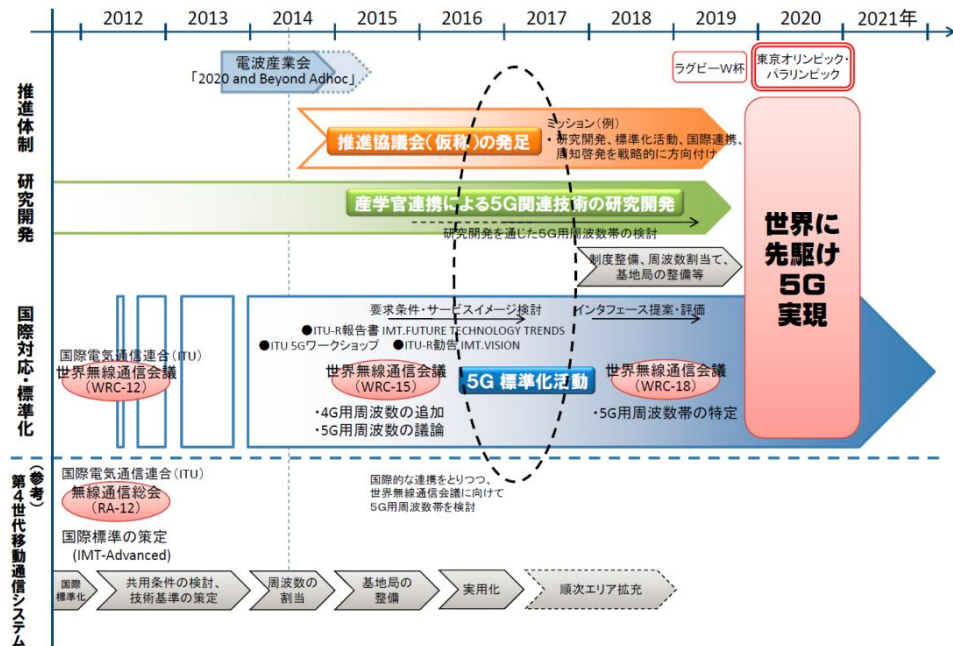 2012 2013 2014 2015 2016 2017 2018 2019 2020 2021年
推進体制
電波産業会
「2020 and Beyond Adhoc」
ラグビーW杯
東京オリンピック・
パラリンピック
推進協議会(仮称)の発足
ミッション(例)
・研究開発、標準化活動、国際連携、
周知啓発を戦略的に方向付け
研究開発
産学官連携による5G関連技術の研究開発
研究開発を通じた5G用周波数帯の検討
制度整備、周波数割当て、
基地局の整備等
世界に
先駆け
5G
実現
国際対応・標準化
要求条件・サービスイメージ検討
インタフェース提案・評価
●ITU-R報告書 IMT.FUTURE TECHNOLOGY TRENDS
●ITU 5Gワークショップ ●ITU-R勧告 IMT.VISION
国際電気通信連合(ITU)
世界無線通信会議
(WRC-12)
世界無線通信会議
(WRC-15)
5G 標準化活動
世界無線通信会議
(WRC-18)
・4G用周波数の追加
・5G用周波数の議論
・5G用周波数帯の特定
(参考)
第4世代移動通信システム
国際電気通信連合(ITU)
無線通信総会
(RA-12)
国際的な連携をとりつつ、
世界無線通信会議に向けて
5G用周波数帯を検討
国際標準の策定
(IMT-Advanced)
国際
標準化
共用条件の検討、
技術基準の策定
周波数の
割当
基地局の
整備
実用化
順次エリア拡充